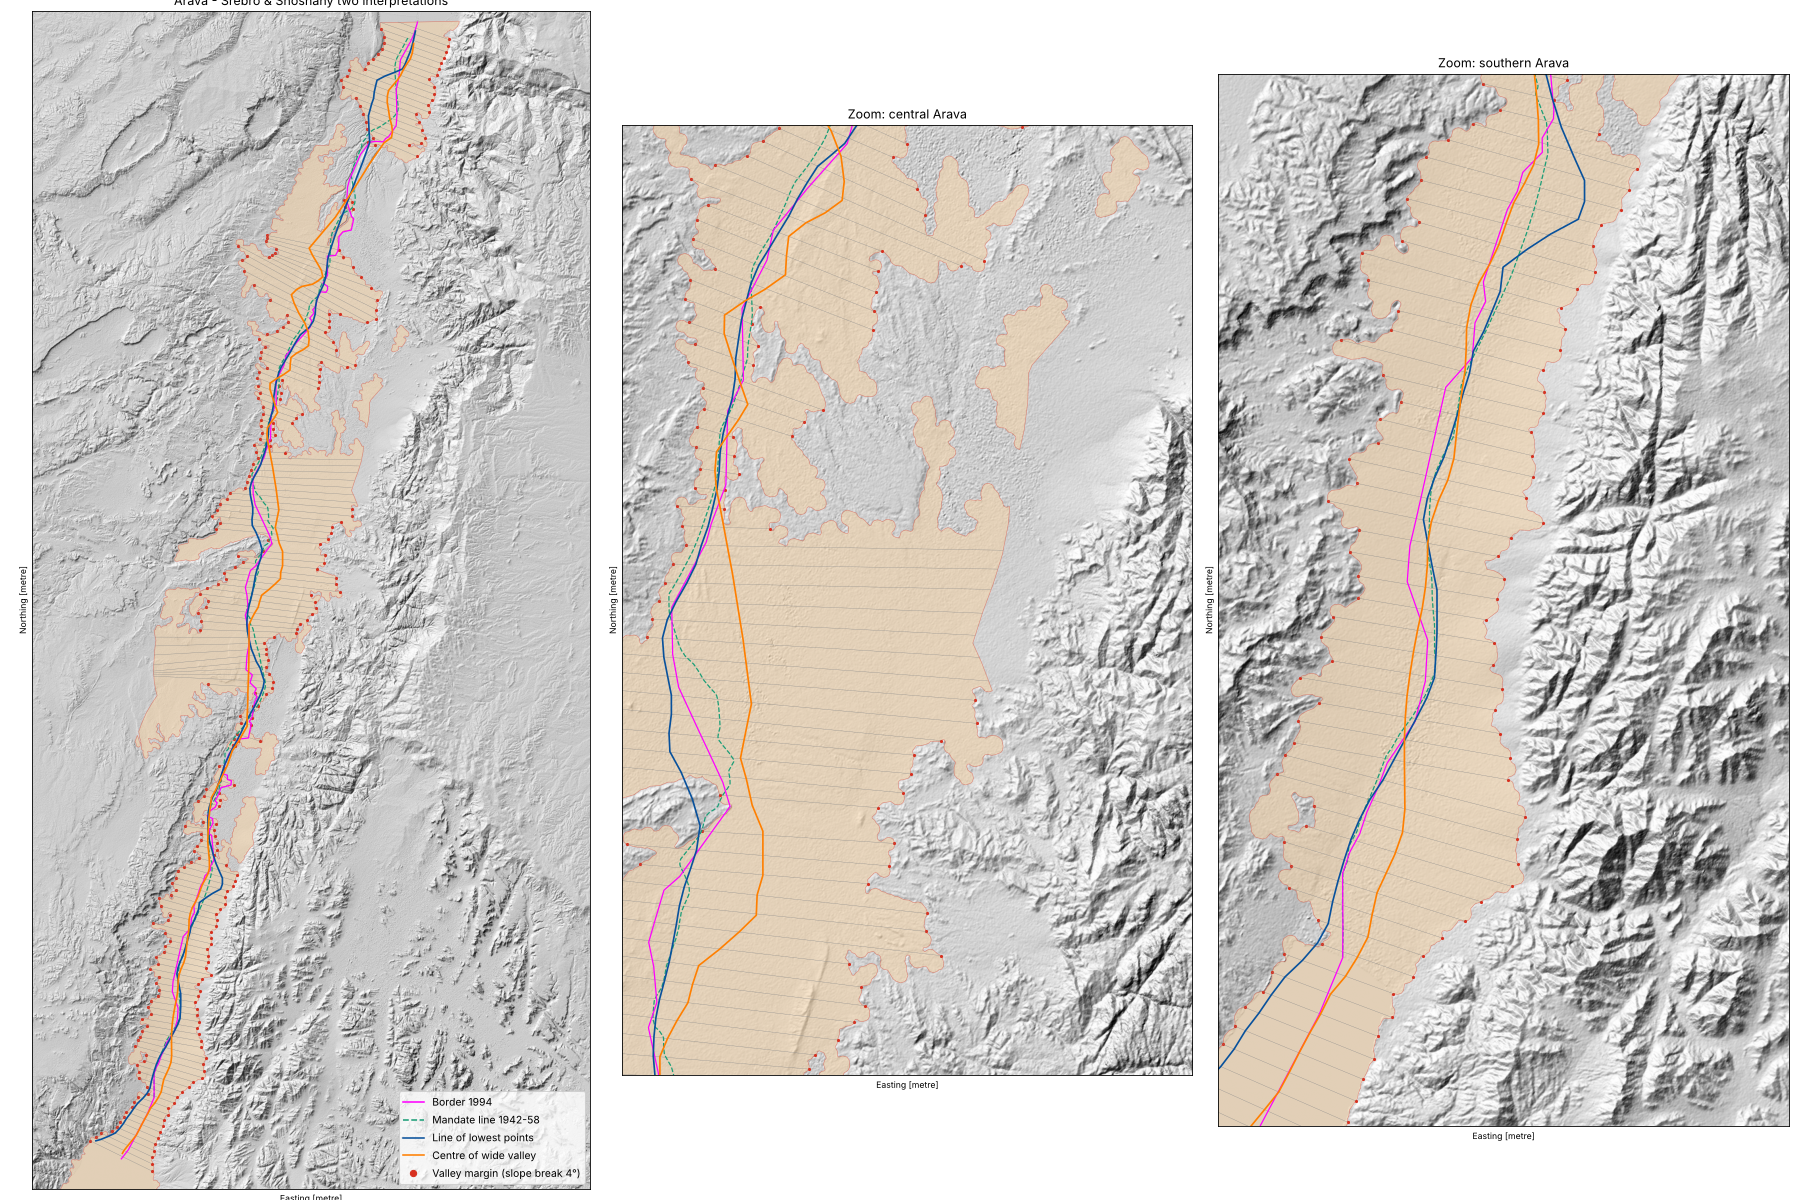 Arava - Srebro & Shoshany two interpretations
Northing [metre]
Easting [metre]
Border 1994
Mandate line 1942-58
Line of lowest points
Centre of wide valley
Valley margin (slope break 4°)
Zoom: central Arava
Northing [metre]
Easting [metre]
Zoom: southern Arava
Northing [metre]
Easting [metre]